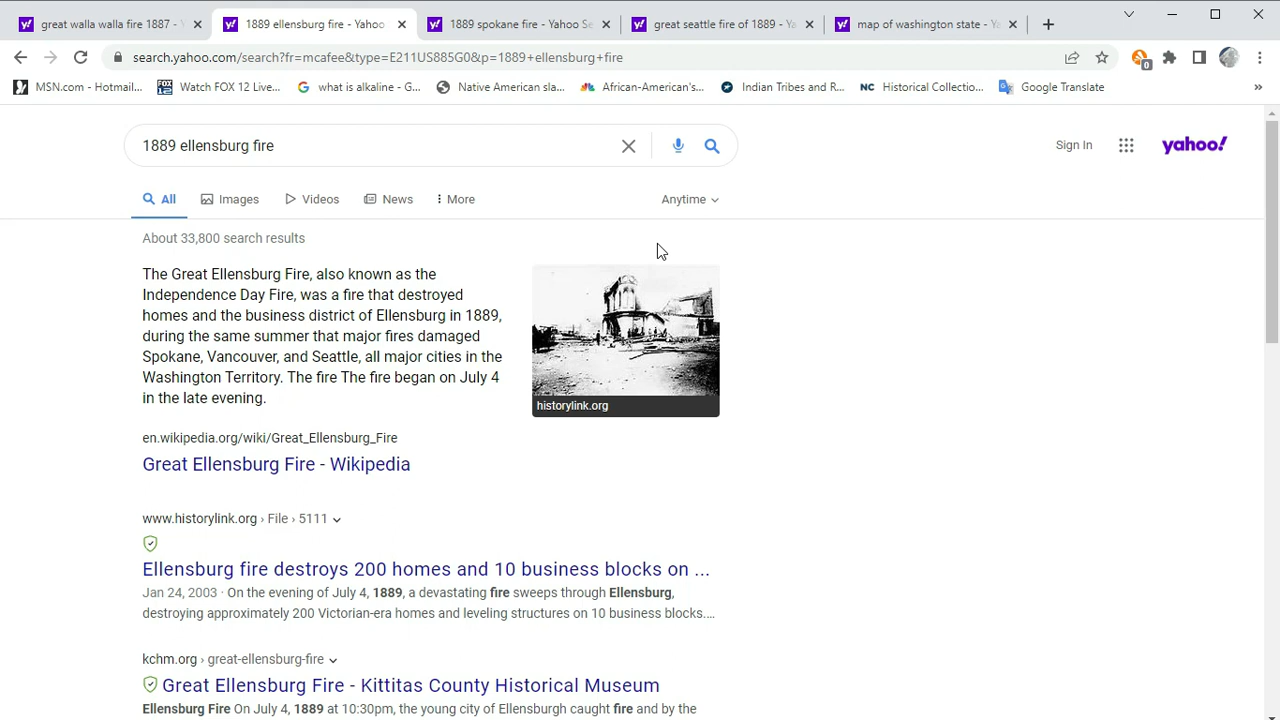 great walla walla fire 1887 -
1889 ellensburg fire - Yahoo
1889 spokane fire - Yahoo Se
great seattle fire of 1889 - Ya
map of washington state - Ya
search.yahoo.com/search?fr=mcafee&type=E211US885G0&p=1889+ellensburg+fire
0
MSN.com - Hotmail...
Watch FOX 12 Live...
what is alkaline - G...
Native American sla...
African-American's...
Indian Tribes and R...
NC Historical Collectio...
Google Translate
»
1889 ellensburg fire
Sign In
yahoo!
All
Images
Videos
News
More
Anytime
About 33,800 search results
The Great Ellensburg Fire, also known as the
Independence Day Fire, was a fire that destroyed
homes and the business district of Ellensburg in 1889,
during the same summer that major fires damaged
Spokane, Vancouver, and Seattle, all major cities in the
Washington Territory. The fire The fire began on July 4
in the late evening.
historylink.org
en.wikipedia.org/wiki/Great_Ellensburg_Fire
Great Ellensburg Fire - Wikipedia
www.historylink.org › File › 5111
Ellensburg fire destroys 200 homes and 10 business blocks on ...
Jan 24, 2003 · On the evening of July 4, 1889, a devastating fire sweeps through Ellensburg,
destroying approximately 200 Victorian-era homes and leveling structures on 10 business blocks....
kchm.org › great-ellensburg-fire
Great Ellensburg Fire - Kittitas County Historical Museum
Ellensburg Fire On July 4, 1889 at 10:30pm, the young city of Ellensburgh caught fire and by the